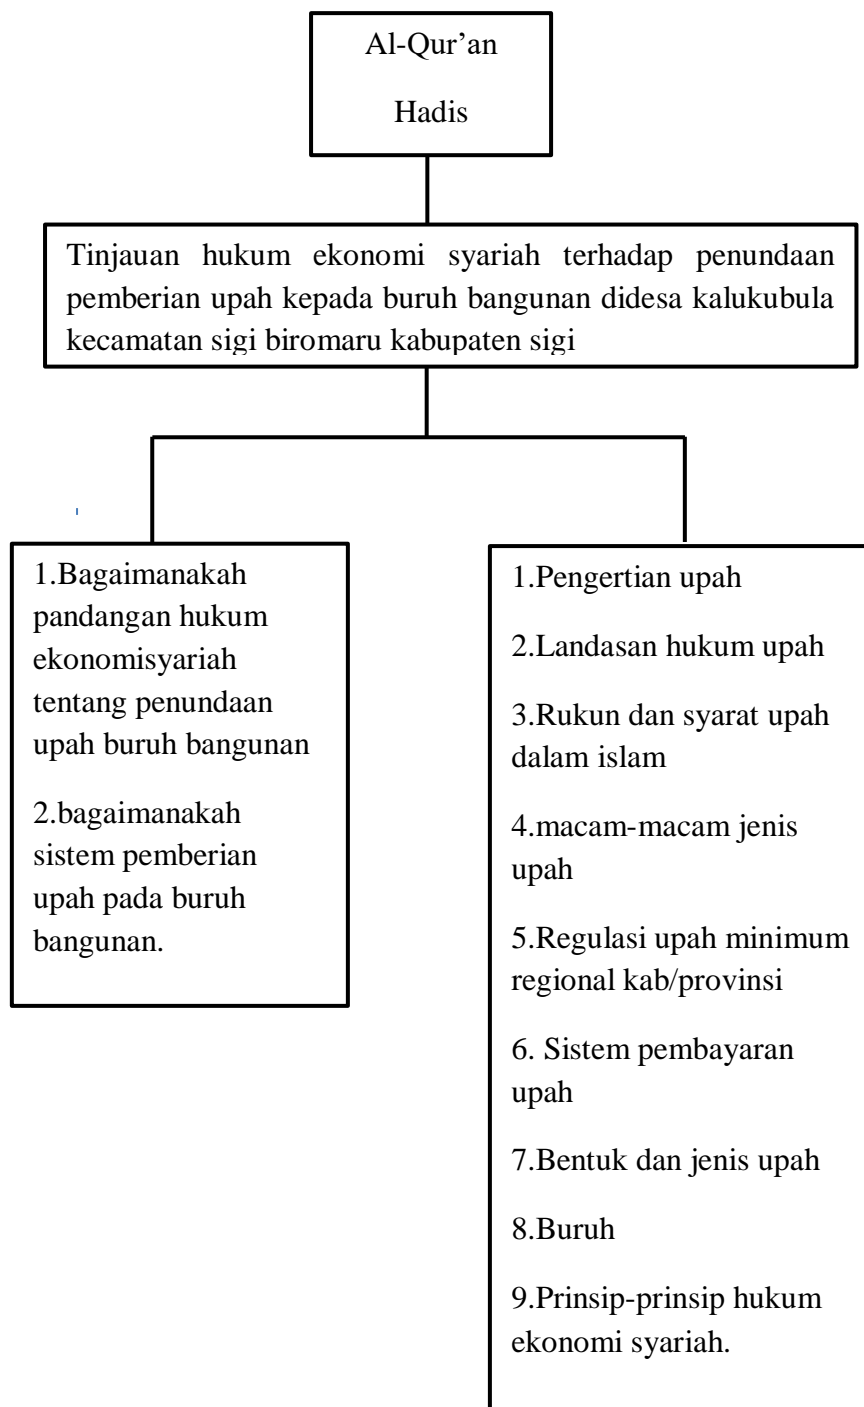 Al-Qur’an
Hadis
Tinjauan hukum ekonomi syariah terhadap penundaan
pemberian upah kepada buruh bangunan didesa kalukubula
kecamatan sigi biromaru kabupaten sigi
1.Bagaimanakah
pandangan hukum
ekonomisyariah
tentang penundaan
upah buruh bangunan
2.bagaimanakah
sistem pemberian
upah pada buruh
bangunan.
1.Pengertian upah
2.Landasan hukum upah
3.Rukun dan syarat upah
dalam islam
4.macam-macam jenis
upah
5.Regulasi upah minimum
regional kab/provinsi
6. Sistem pembayaran
upah
7.Bentuk dan jenis upah
8.Buruh
9.Prinsip-prinsip hukum
ekonomi syariah.